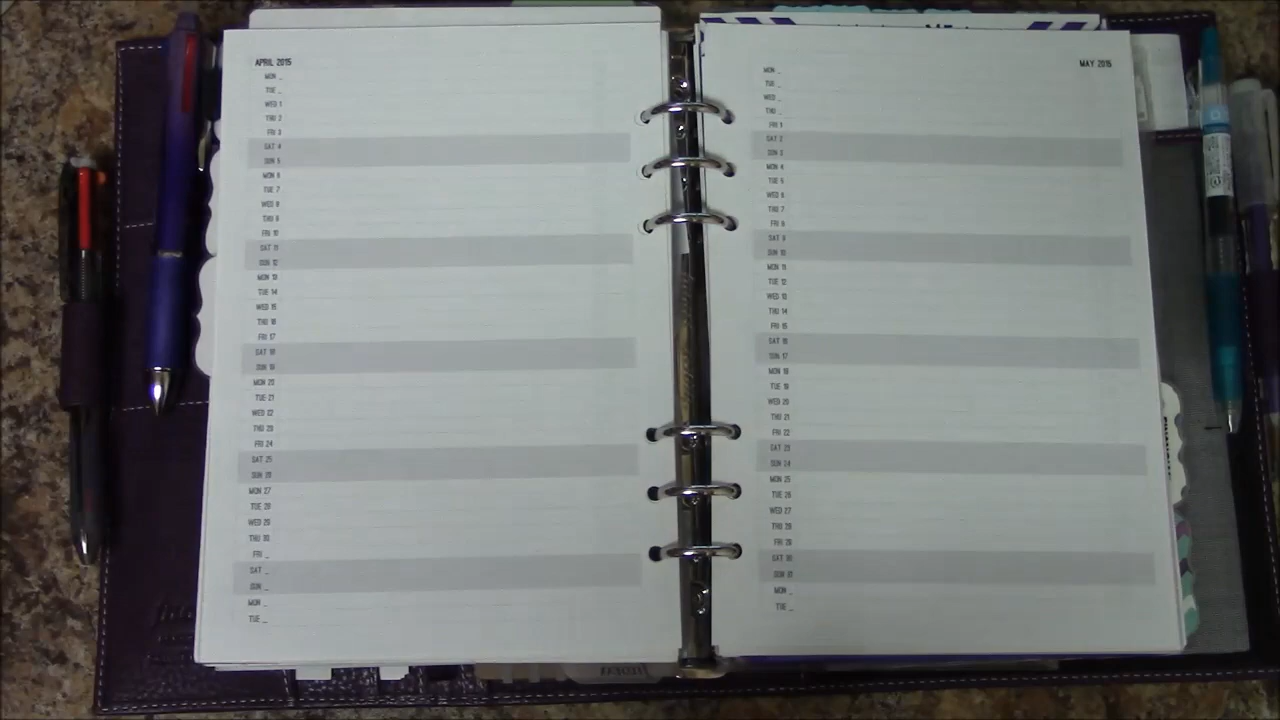 APRIL 2015
MON _
TUE _
WED 1
THU 2
FRI 3
SAT 4
SUN 5
MON 6
TUE 7
WED 8
THU 9
FRI 10
SAT 11
SUN 12
MON 13
TUE 14
WED 15
THU 16
FRI 17
SAT 18
SUN 19
MON 20
TUE 21
WED 22
THU 23
FRI 24
SAT 25
SUN 26
MON 27
TUE 28
WED 29
THU 30
FRI _
SAT _
SUN _
MON _
TUE _
MAY 2015
MON _
TUE _
WED _
THU _
FRI 1
SAT 2
SUN 3
MON 4
TUE 5
WED 6
THU 7
FRI 8
SAT 9
SUN 10
MON 11
TUE 12
WED 13
THU 14
FRI 15
SAT 16
SUN 17
MON 18
TUE 19
WED 20
THU 21
FRI 22
SAT 23
SUN 24
MON 25
TUE 26
WED 27
THU 28
FRI 29
SAT 30
SUN 31
MON _
TUE _